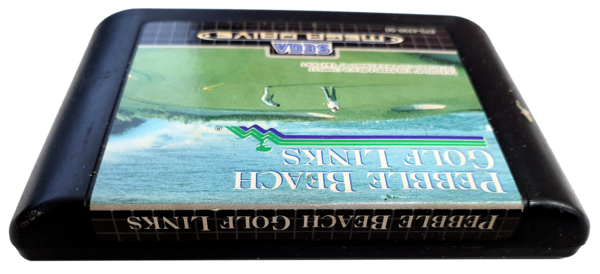 PEBBLE BEACH GOLF LINKS
PEBBLE BEACH
GOLF LINKS
®
SEGA
MEGA DRIVE